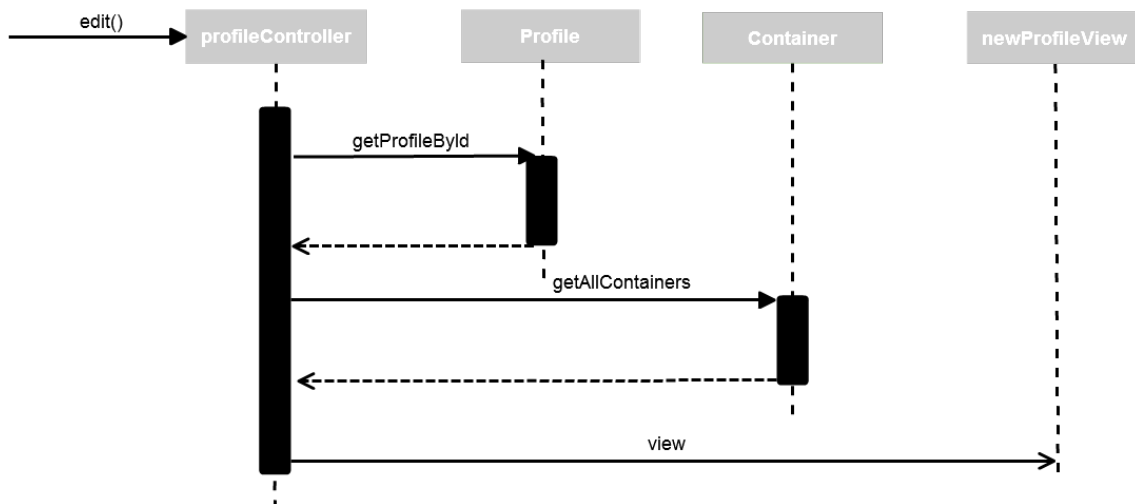 edit()
profileController
Profile
Container
newProfileView
getProfileById
getAllContainers
view